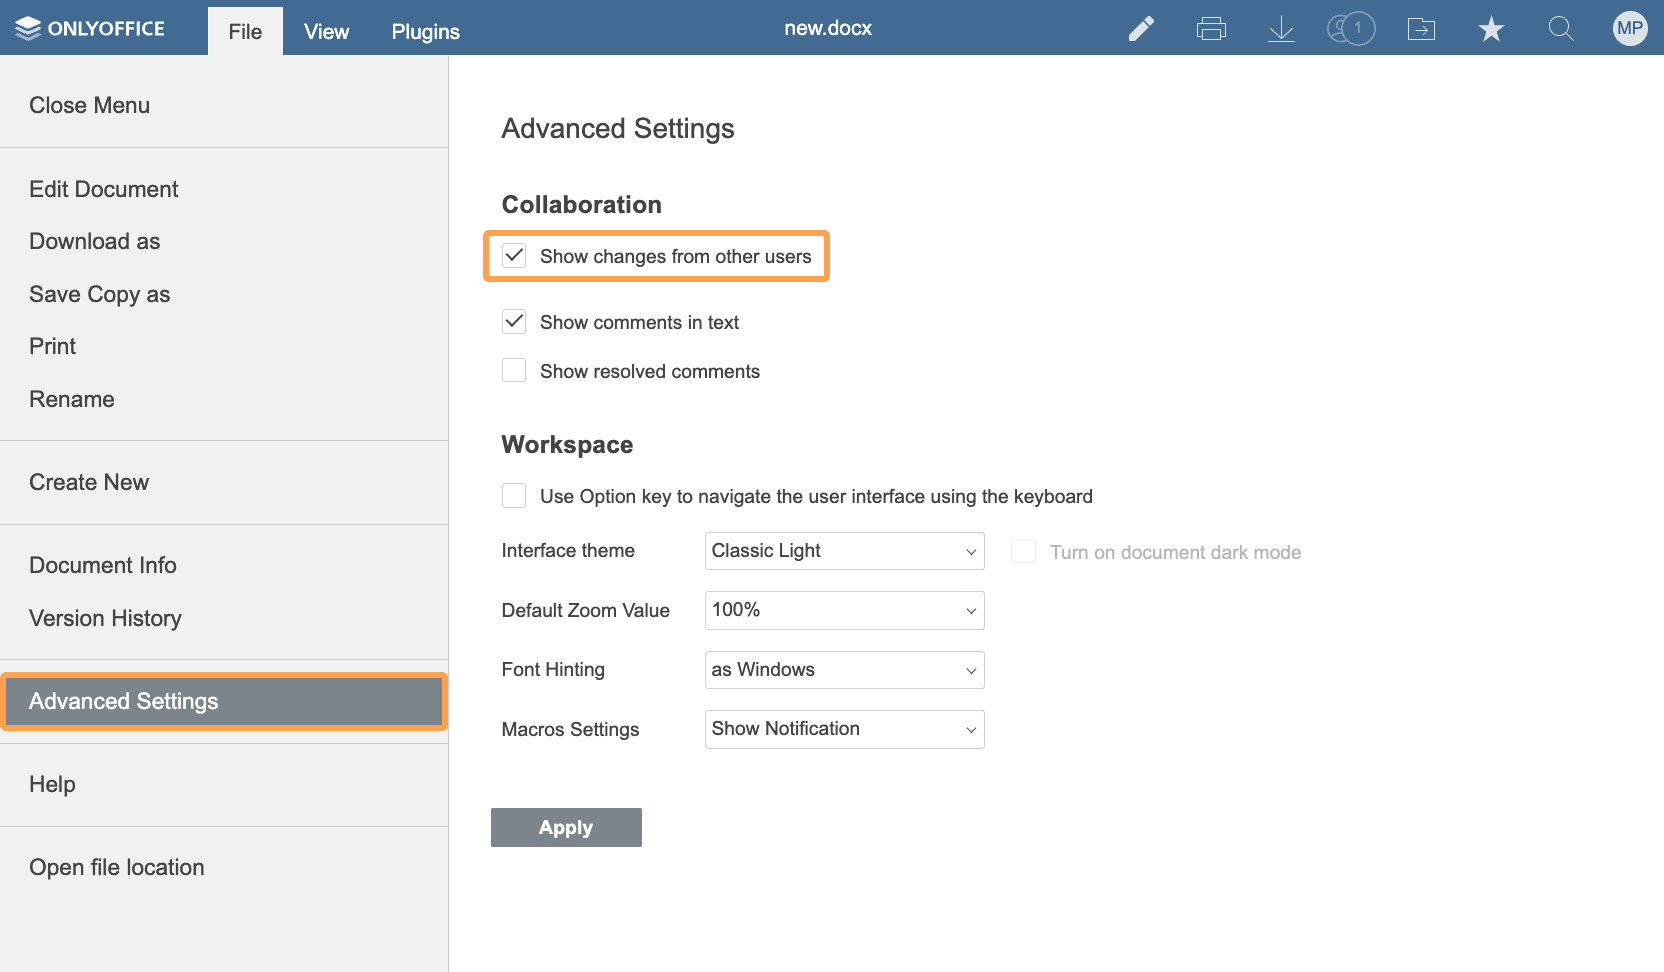 ONLYOFFICE File View Plugins new.docx 1 MP
Close Menu
Edit Document
Download as
Save Copy as
Print
Rename
Create New
Document Info
Version History
Advanced Settings
Help
Open file location
Advanced Settings
Collaboration
Show changes from other users
Show comments in text
Show resolved comments
Workspace
Use Option key to navigate the user interface using the keyboard
Interface theme Classic Light Turn on document dark mode
Default Zoom Value 100%
Font Hinting as Windows
Macros Settings Show Notification
Apply